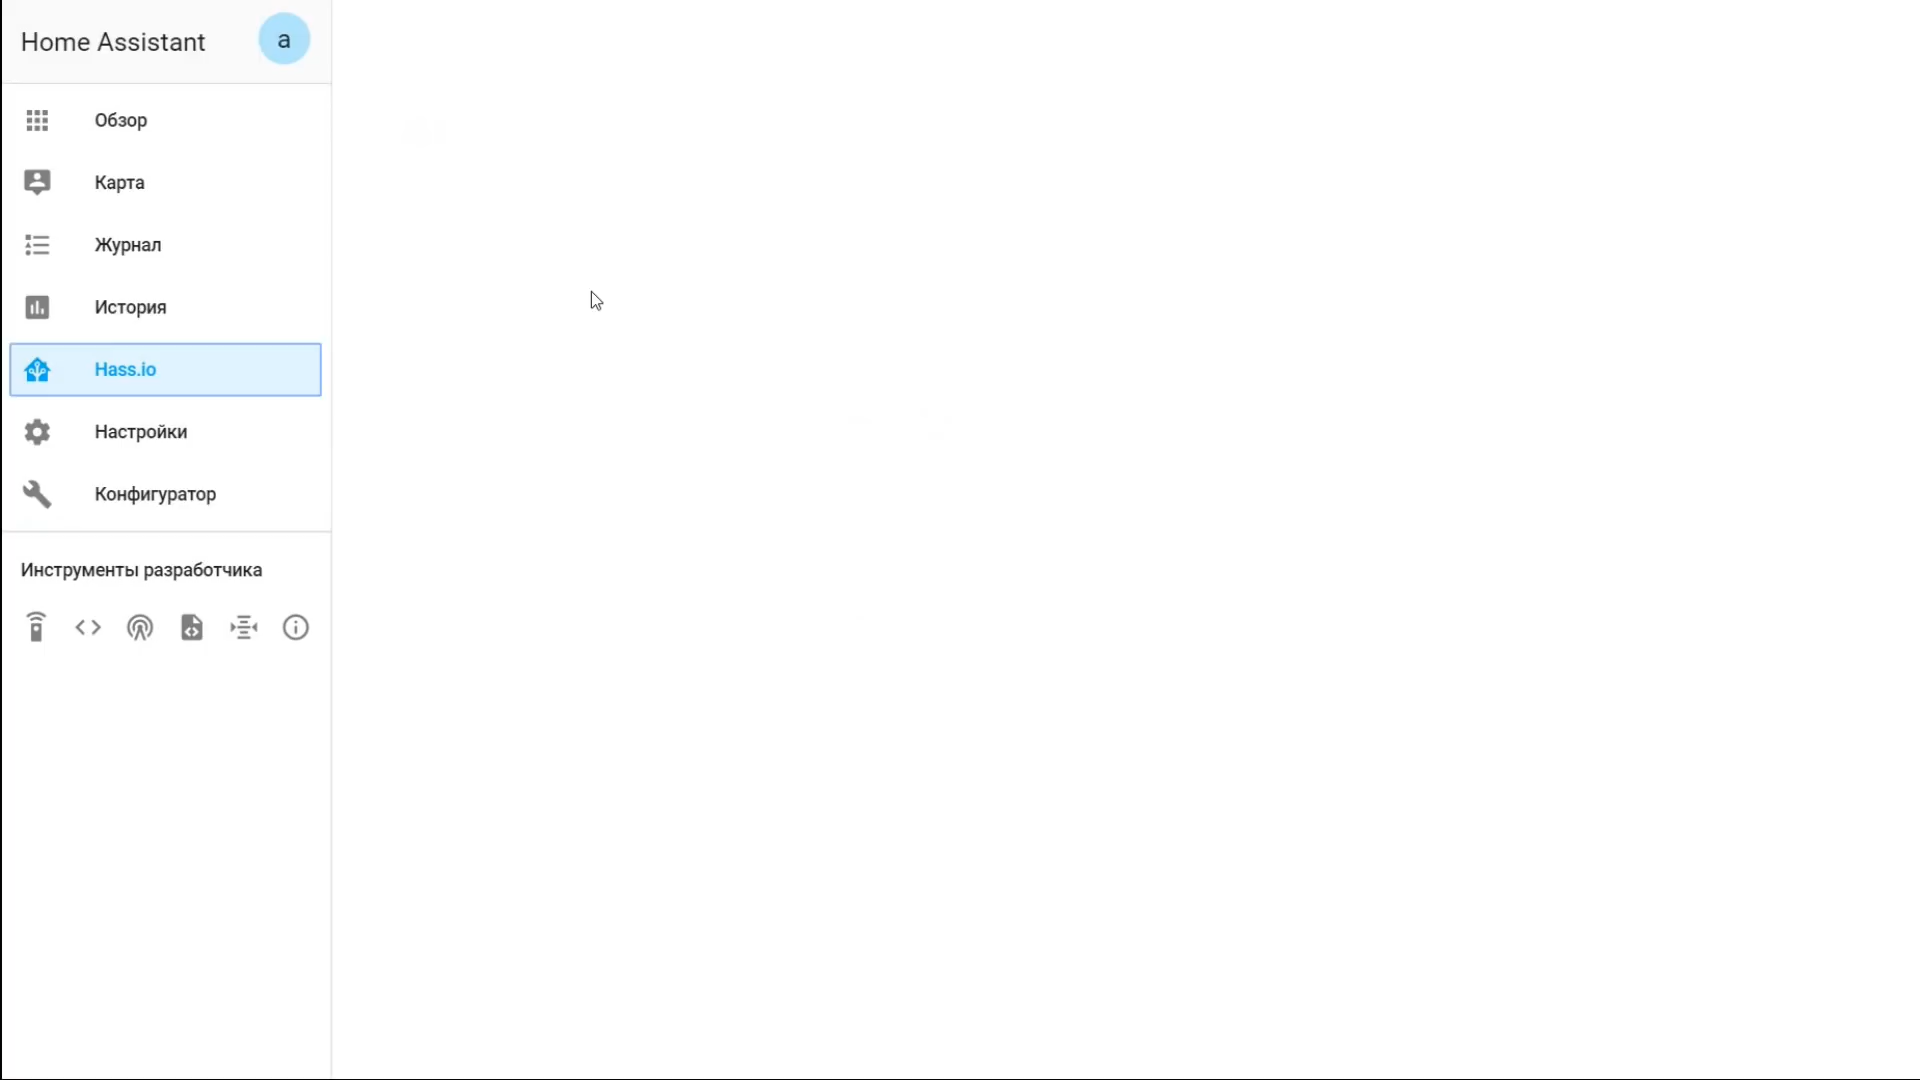 Home Assistant
a
Обзор
Карта
Журнал
История
Hass.io
Настройки
Конфигуратор
Инструменты разработчика